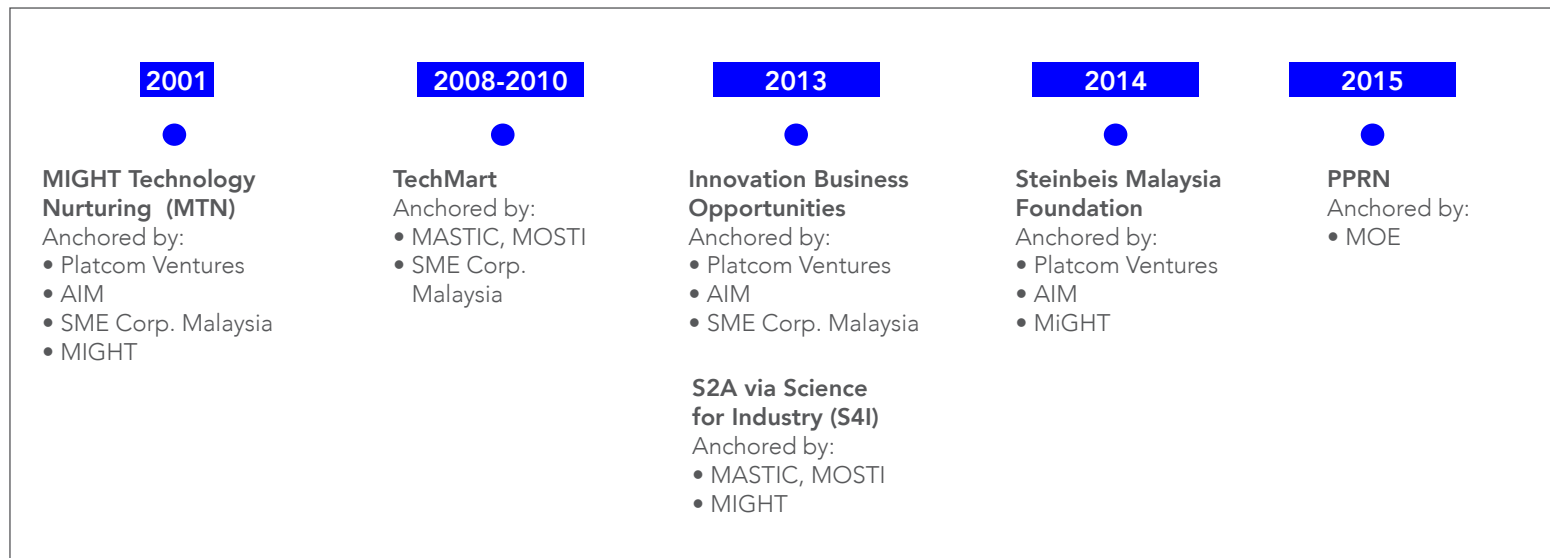 2001
MIGHT Technology
Nurturing (MTN)
Anchored by:
• Platcom Ventures
• AIM
• SME Corp. Malaysia
• MIGHT
2008-2010
TechMart
Anchored by:
• MASTIC, MOSTI
• SME Corp.
Malaysia
2013
Innovation Business
Opportunities
Anchored by:
• Platcom Ventures
• AIM
• SME Corp. Malaysia
S2A via Science
for Industry (S4I)
Anchored by:
• MASTIC, MOSTI
• MIGHT
2014
Steinbeis Malaysia
Foundation
Anchored by:
• Platcom Ventures
• AIM
• MiGHT
2015
PPRN
Anchored by:
• MOE